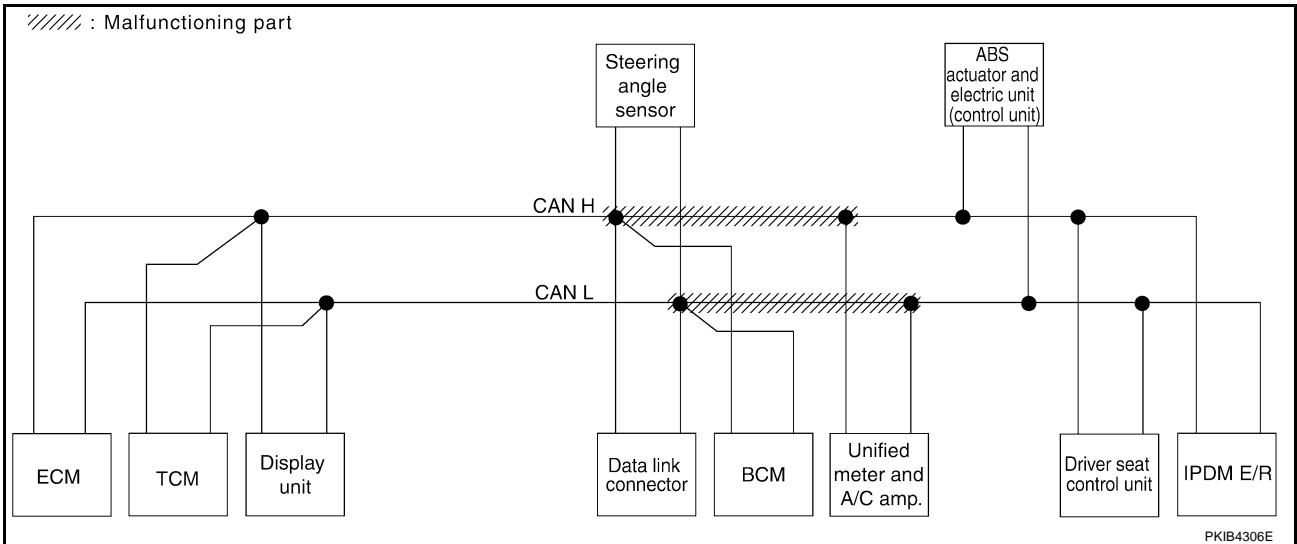 : Malfunctioning part
Steering
angle
sensor
ABS
actuator and
electric unit
(control unit)
CAN H
CAN L
ECM
TCM
Display
unit
Data link
connector
BCM
Unified
meter and
A/C amp.
Driver seat
control unit
IPDM E/R
PKIB4306E